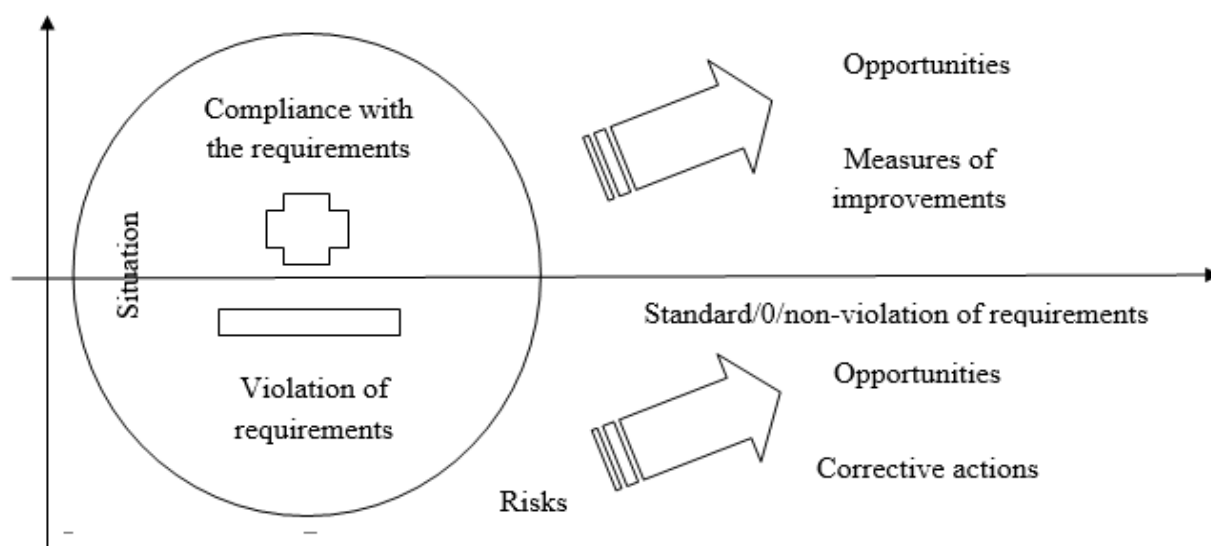 Opportunities
Compliance with
the requirements
Measures of
improvements
Situation
Standard/0/non-violation of requirements
Opportunities
Violation of
requirements
Corrective actions
Risks